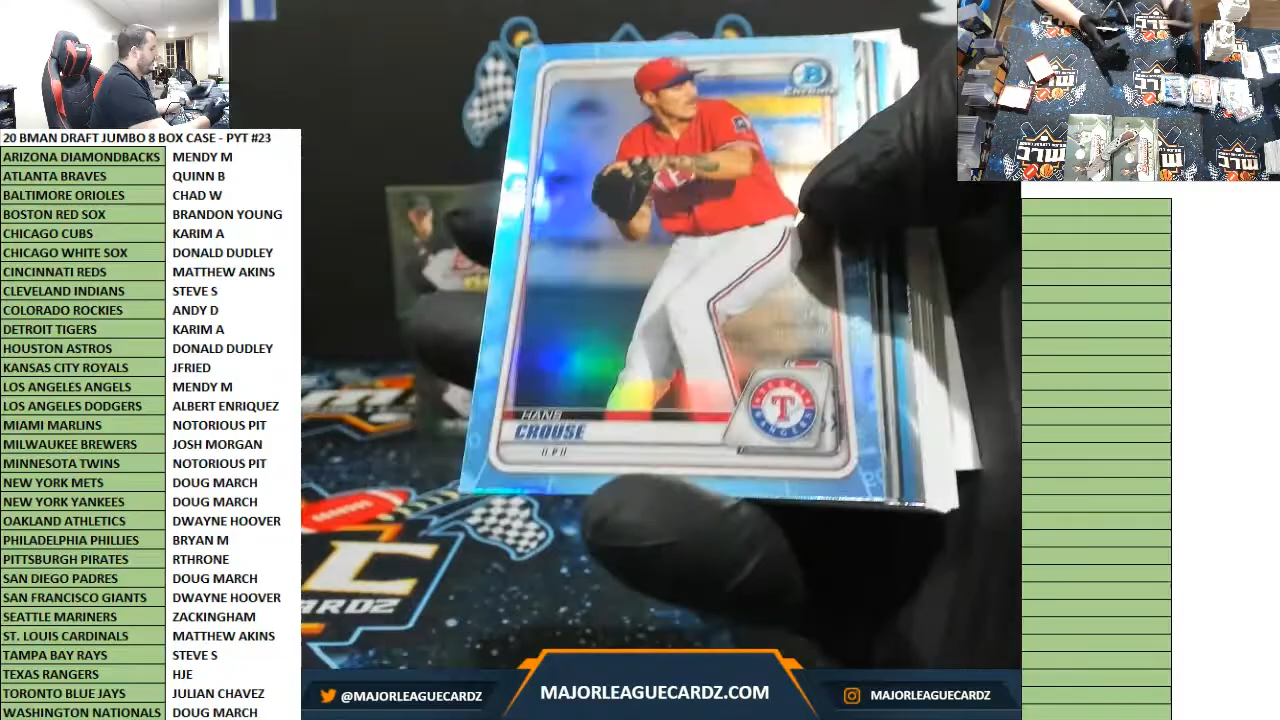 20 BMAN DRAFT JUMBO 8 BOX CASE - PYT #23
ARIZONA DIAMONDBACKS MENDY M
ATLANTA BRAVES QUINN B
BALTIMORE ORIOLES CHAD W
BOSTON RED SOX BRANDON YOUNG
CHICAGO CUBS KARIM A
CHICAGO WHITE SOX DONALD DUDLEY
CINCINNATI REDS MATTHEW AKINS
CLEVELAND INDIANS STEVE S
COLORADO ROCKIES ANDY D
DETROIT TIGERS KARIM A
HOUSTON ASTROS DONALD DUDLEY
KANSAS CITY ROYALS JFRIED
LOS ANGELES ANGELS MENDY M
LOS ANGELES DODGERS ALBERT ENRIQUEZ
MIAMI MARLINS NOTORIOUS PIT
MILWAUKEE BREWERS JOSH MORGAN
MINNESOTA TWINS NOTORIOUS PIT
NEW YORK METS DOUG MARCH
NEW YORK YANKEES DOUG MARCH
OAKLAND ATHLETICS DWAYNE HOOVER
PHILADELPHIA PHILLIES BRYAN M
PITTSBURGH PIRATES RTHRONE
SAN DIEGO PADRES DOUG MARCH
SAN FRANCISCO GIANTS DWAYNE HOOVER
SEATTLE MARINERS ZACKINGHAM
ST. LOUIS CARDINALS MATTHEW AKINS
TAMPA BAY RAYS STEVE S
TEXAS RANGERS HJE
TORONTO BLUE JAYS JULIAN CHAVEZ
WASHINGTON NATIONALS DOUG MARCH
B
CHROME
HANS
CROUSE
TEXAS
T
RANGERS
C
ARDZ
@MAJORLEAGUECARDZ
MAJORLEAGUECARDZ.COM
MAJORLEAGUECARDZ